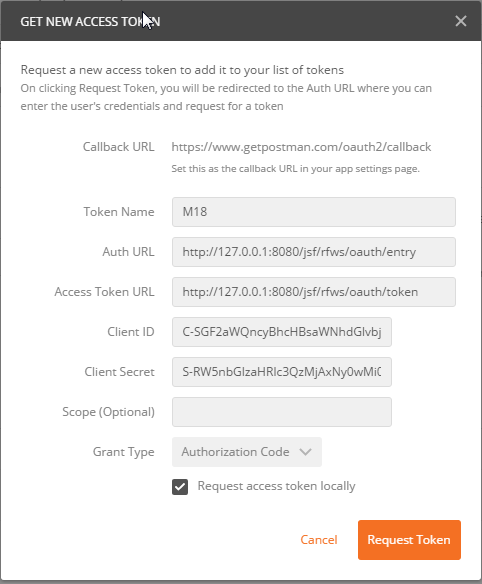 GET NEW ACCESS TOKEN
Request a new access token to add it to your list of tokens
On clicking Request Token, you will be redirected to the Auth URL where you can
enter the user's credentials and request for a token
Callback URL https://www.getpostman.com/oauth2/callback
Set this as the callback URL in your app settings page.
Token Name M18
Auth URL http://127.0.0.1:8080/jsf/rfws/oauth/entry
Access Token URL http://127.0.0.1:8080/jsf/rfws/oauth/token
Client ID C-SGF2aWQncyBhcHBsaWNhdGlvbj
Client Secret S-RW5nbGlzaHRlc3QzMjAxNy0wMi0
Scope (Optional)
Grant Type Authorization Code
Request access token locally
Cancel Request Token